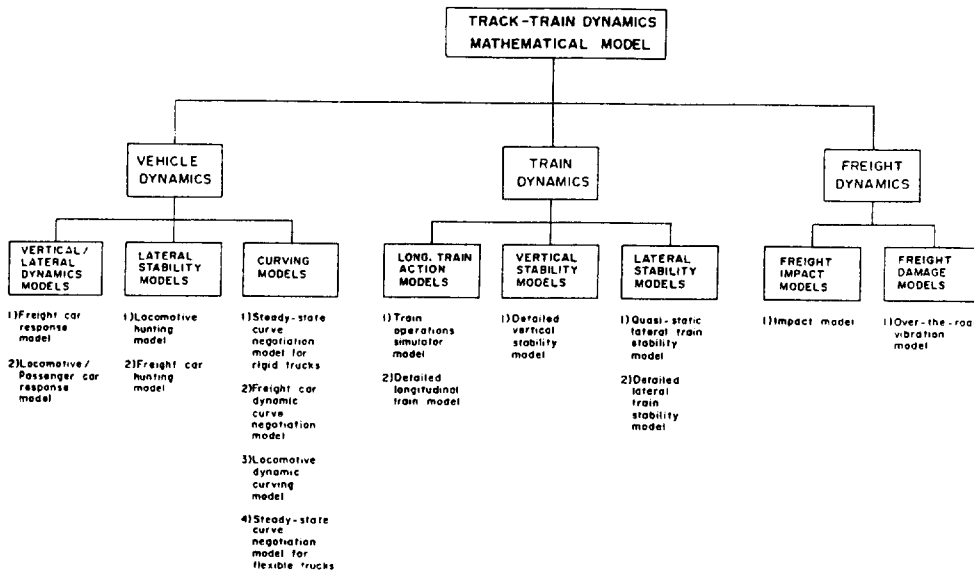 TRACK-TRAIN DYNAMICS
MATHEMATICAL MODEL
VEHICLE
DYNAMICS
TRAIN
DYNAMICS
FREIGHT
DYNAMICS
VERTICAL/
LATERAL
DYNAMICS
MODELS
LATERAL
STABILITY
MODELS
CURVING
MODELS
LONG. TRAIN
ACTION
MODELS
VERTICAL
STABILITY
MODELS
LATERAL
STABILITY
MODELS
FREIGHT
IMPACT
MODELS
FREIGHT
DAMAGE
MODELS
1)Freight car
response
model
2)Locomotive/
Passenger car
response
model
1)Locomotive
hunting
model
2)Freight car
hunting
model
1)Steady-state
curve
negotiation
model for
rigid trucks
2)Freight car
dynamic
curve
negotiation
model
3)Locomotive
dynamic
curving
model
4)Steady-state
curve
negotiation
model for
flexible trucks
1)Train
operations
simulator
model
2)Detailed
longitudinal
train model
1)Detailed
vertical
stability
model
1)Quasi-static
lateral train
stability
model
2)Detailed
lateral
train
stability
model
1)Impact model
1)Over-the-road
vibration
model